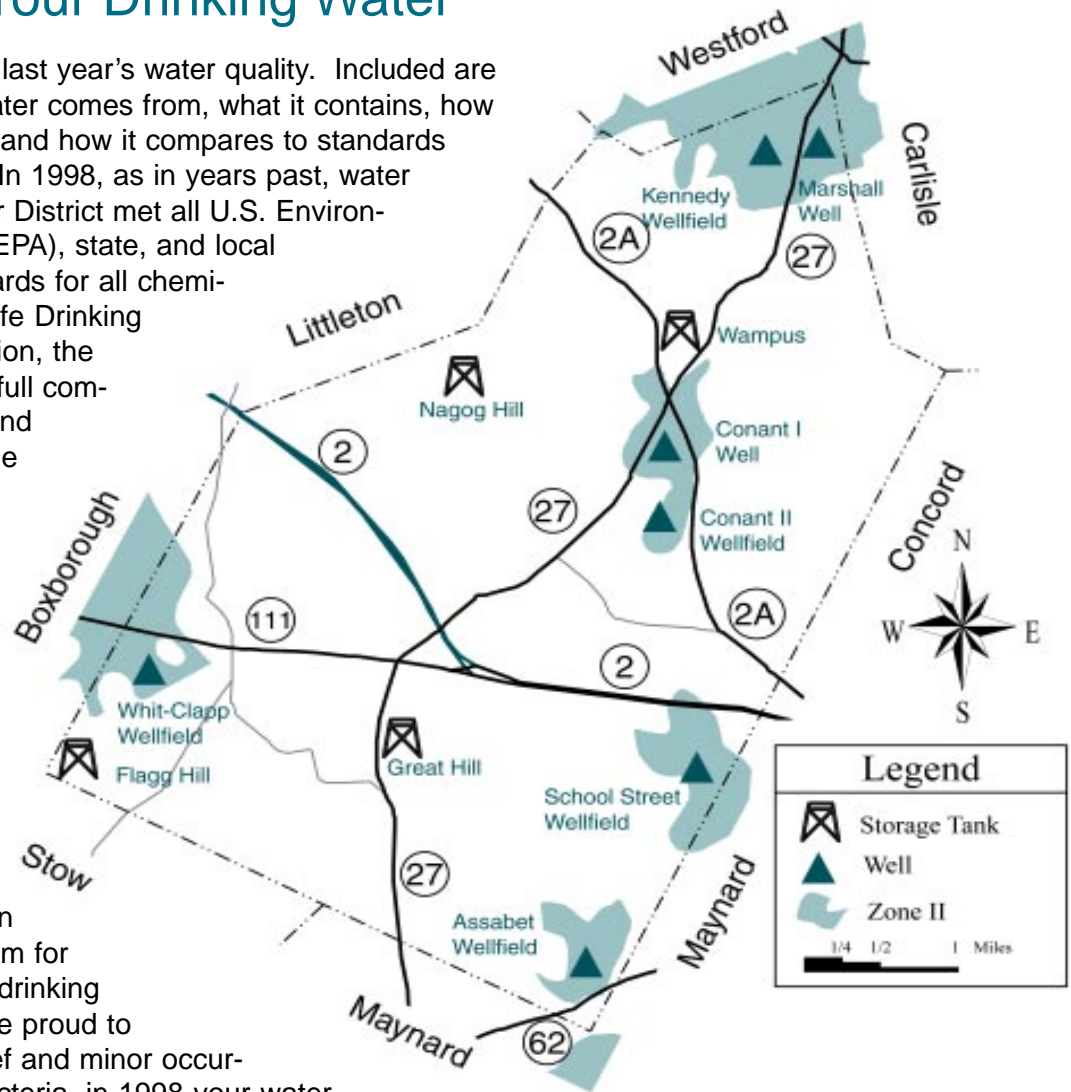 Your Drinking Water
last year's water quality. Included are
ater comes from, what it contains, how
and how it compares to standards
In 1998, as in years past, water
r District met all U.S. Environ-
EPA), state, and local
ards for all chemi-
fe Drinking
ion, the
full com-
nd
e
n
m for
drinking
e proud to
ef and minor occur-
cteria, in 1998 your water
Westford
Carlisle
Kennedy
Wellfield
Marshall
Well
2A
27
Littleton
Wampus
Nagog Hill
Conant I
Well
2
27
Conant II
Wellfield
Concord
Boxborough
111
2A
2
Whit-Clapp
Wellfield
Flagg Hill
Great Hill
School Street
Wellfield
Stow
27
Assabet
Wellfield
Maynard
Maynard
62
N
W E
S
Legend
Storage Tank
Well
Zone II
1/4 1/2 1 Miles